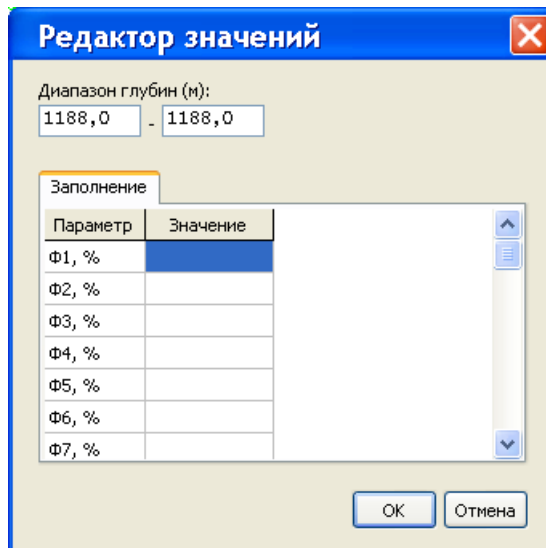 Редактор значений
Диапазон глубин (м):
1188,0 - 1188,0
Заполнение
Параметр Значение
Ф1, %
Ф2, %
Ф3, %
Ф4, %
Ф5, %
Ф6, %
Ф7, %
ОК Отмена